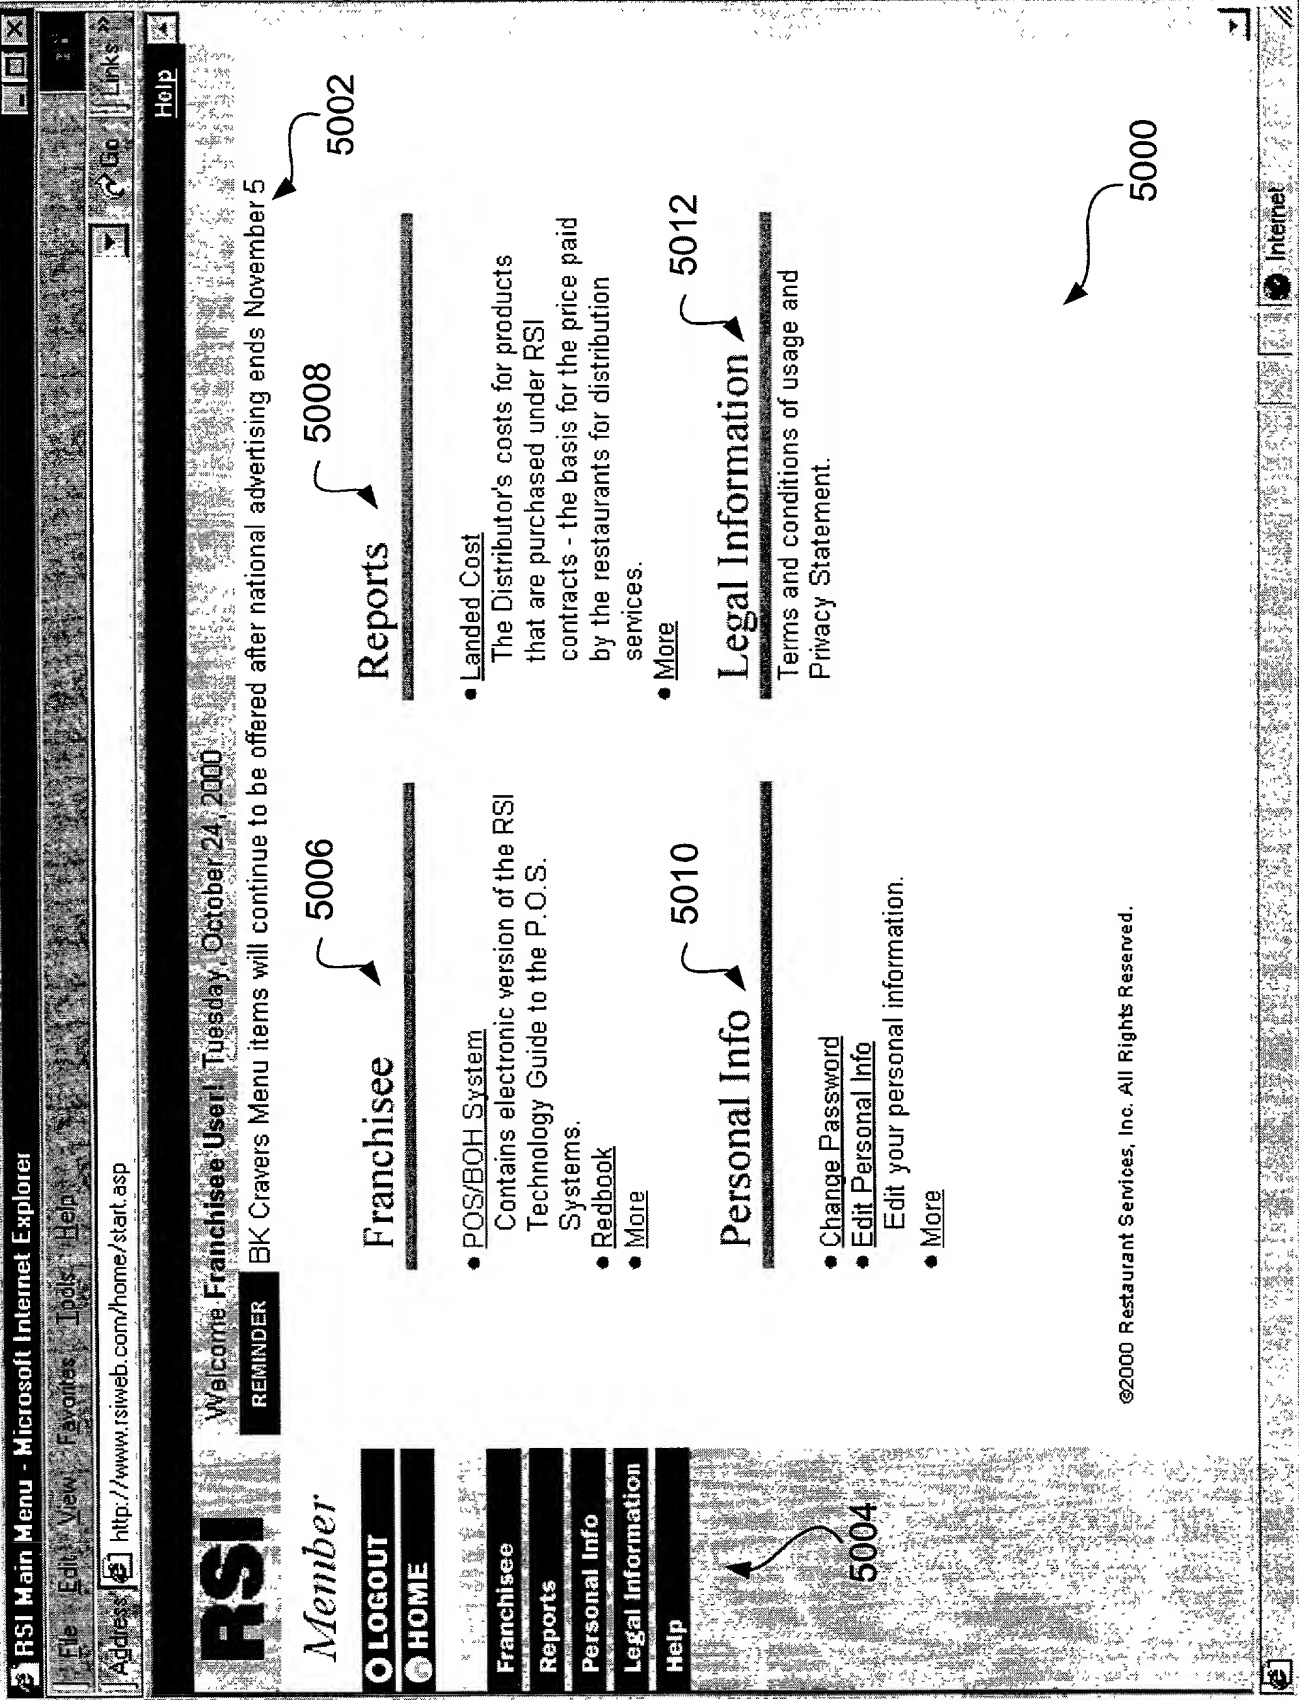 RSI Main Menu - Microsoft Internet Explorer
File Edit View Favorites Tools Help
Address http://www.rsiweb.com/home/start.asp Go Links »
Help
RSI
Welcome Franchisee User! Tuesday, October 24, 2000
REMINDER BK Cravers Menu items will continue to be offered after national advertising ends November 5
5002
Member
LOGOUT
HOME
Franchisee
Reports
Personal Info
Legal Information
Help
5004
5006
Franchisee
• POS/BOH System
Contains electronic version of the RSI
Technology Guide to the P.O.S.
Systems.
• Redbook
• More
5008
Reports
• Landed Cost
The Distributor's costs for products
that are purchased under RSI
contracts - the basis for the price paid
by the restaurants for distribution
services.
• More
5010
Personal Info
• Change Password
• Edit Personal Info
Edit your personal information.
• More
5012
Legal Information
Terms and conditions of usage and
Privacy Statement.
5000
©2000 Restaurant Services, Inc. All Rights Reserved.
Internet